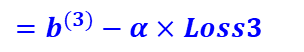 = b⁽³⁾ − α × Loss3